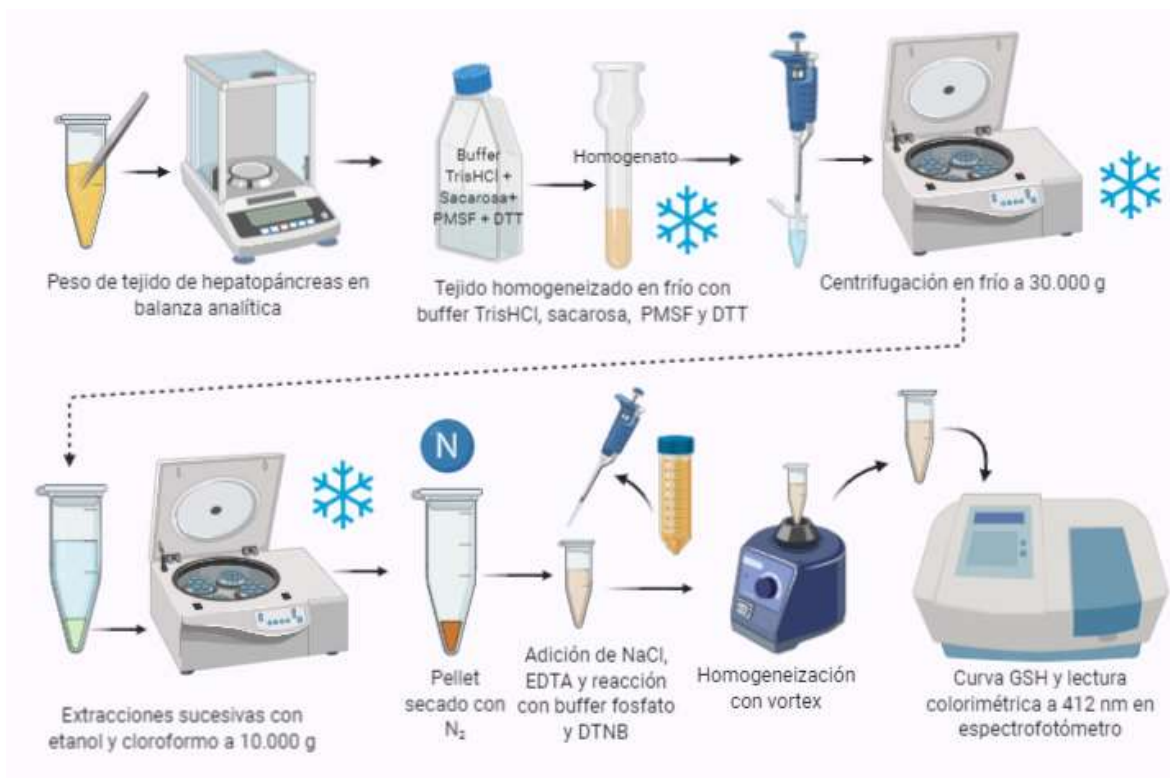 Buffer
TrisHCl +
Sacarosa+
PMSF + DTT
Homogenato
Peso de tejido de hepatopáncreas en
balanza analítica
Tejido homogeneizado en frío con
buffer TrisHCl, sacarosa, PMSF y DTT
Centrifugación en frío a 30.000 g
N
Extracciones sucesivas con
etanol y cloroformo a 10.000 g
Pellet
secado con
N₂
Adición de NaCl,
EDTA y reacción
con buffer fosfato
y DTNB
Homogeneización
con vortex
Curva GSH y lectura
colorimétrica a 412 nm en
espectrofotómetro